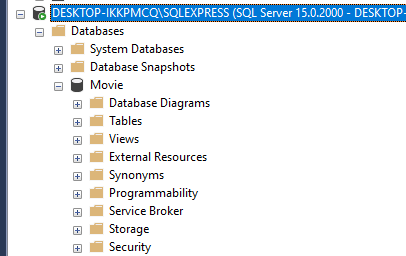 DESKTOP-IKKPMCQ\SQLEXPRESS (SQL Server 15.0.2000 - DESKTOP-
Databases
System Databases
Database Snapshots
Movie
Database Diagrams
Tables
Views
External Resources
Synonyms
Programmability
Service Broker
Storage
Security